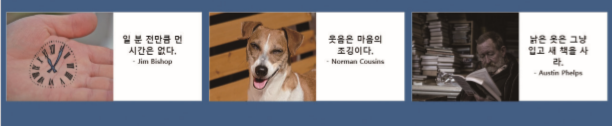 일 분 전만큼 먼
시간은 없다.
- Jim Bishop
웃음은 마음의
조깅이다.
- Norman Cousins
낡은 옷은 그냥
입고 새 책을 사
라.
- Austin Phelps